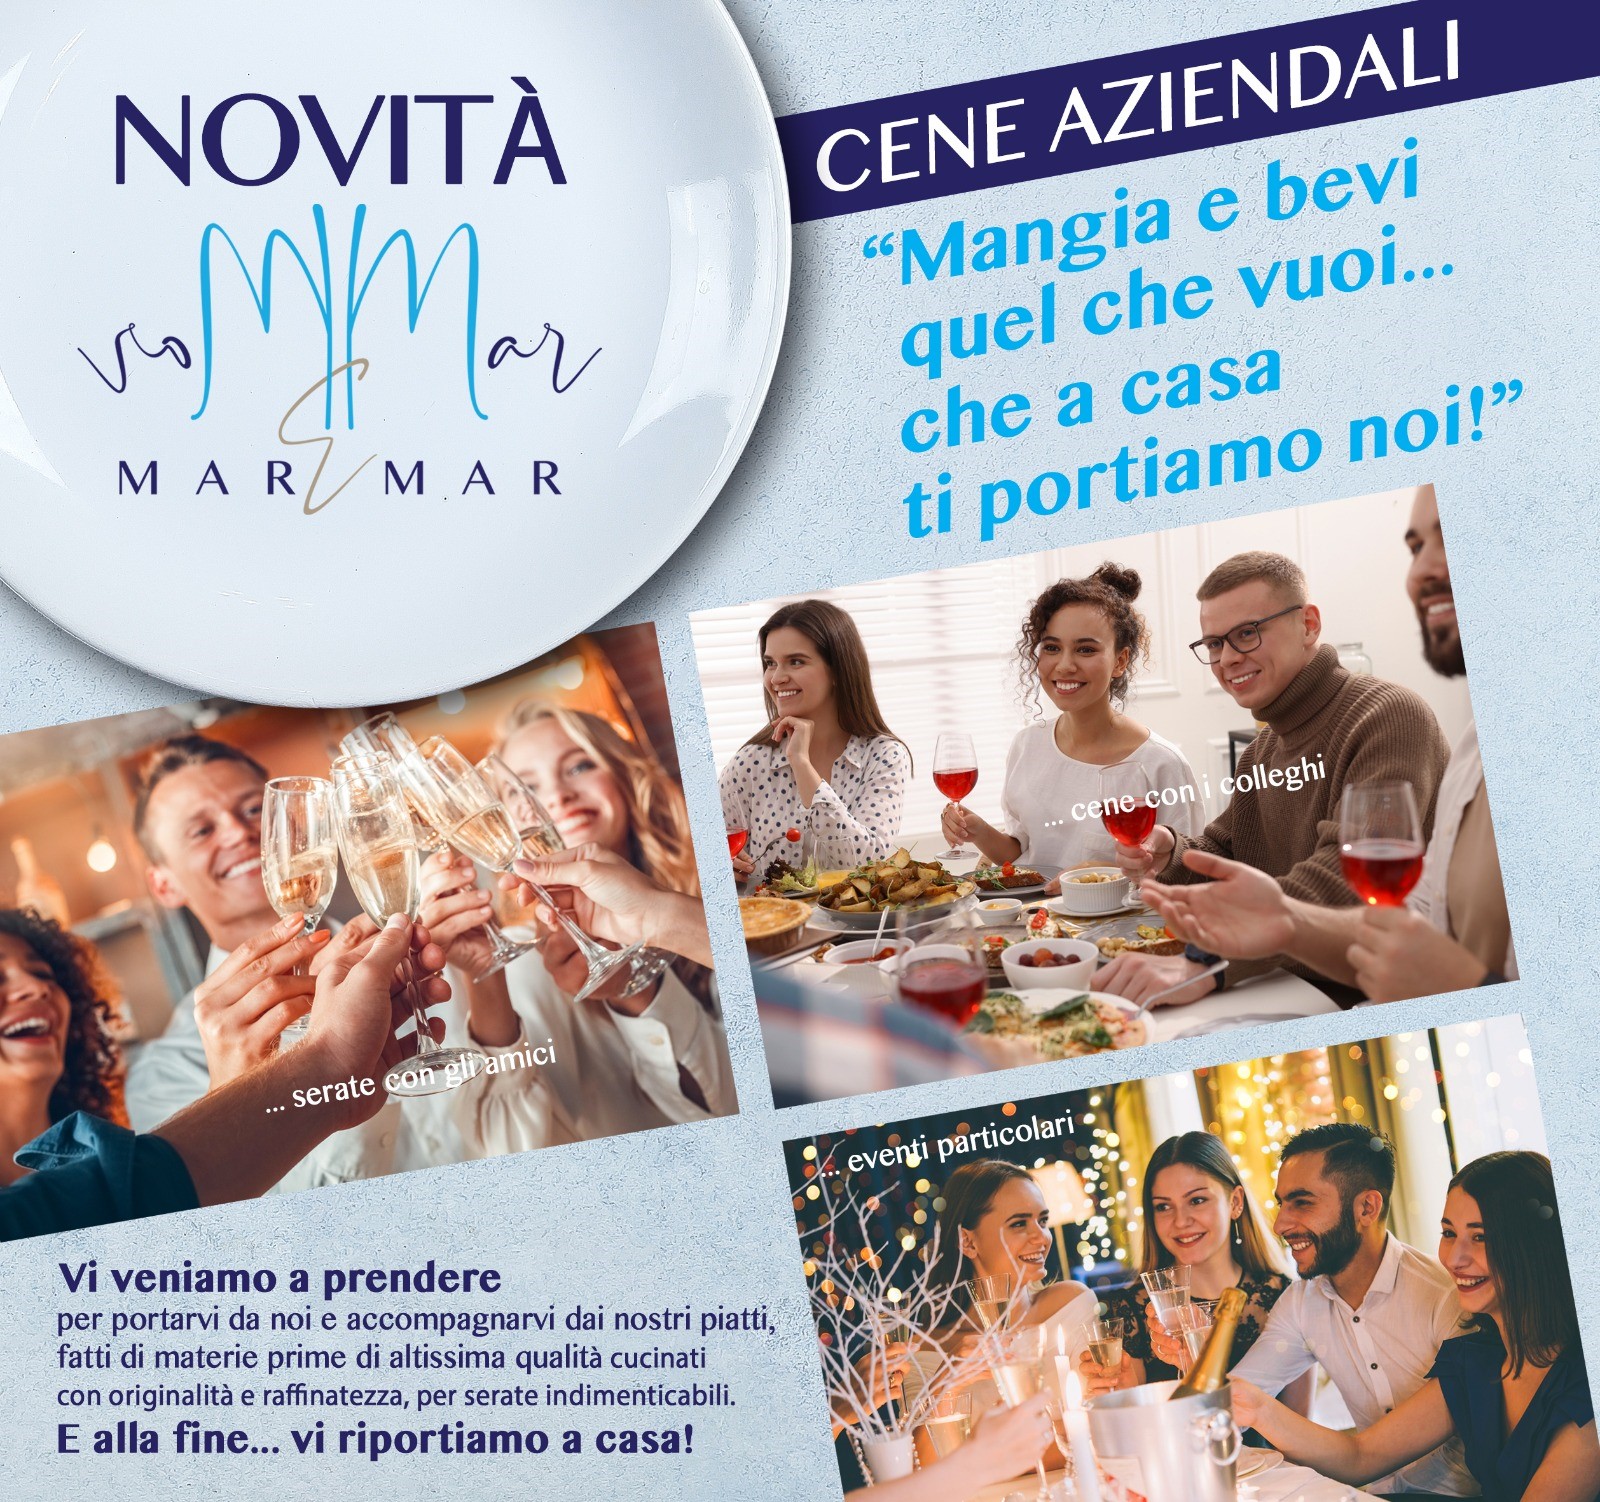 NOVITÀ
MAR E MAR
CENE AZIENDALI
“Mangia e bevi
quel che vuoi...
che a casa
ti portiamo noi!”
... serate con gli amici
... cene con i colleghi
... eventi particolari
Vi veniamo a prendere
per portarvi da noi e accompagnarvi dai nostri piatti,
fatti di materie prime di altissima qualità cucinati
con originalità e raffinatezza, per serate indimenticabili.
E alla fine... vi riportiamo a casa!